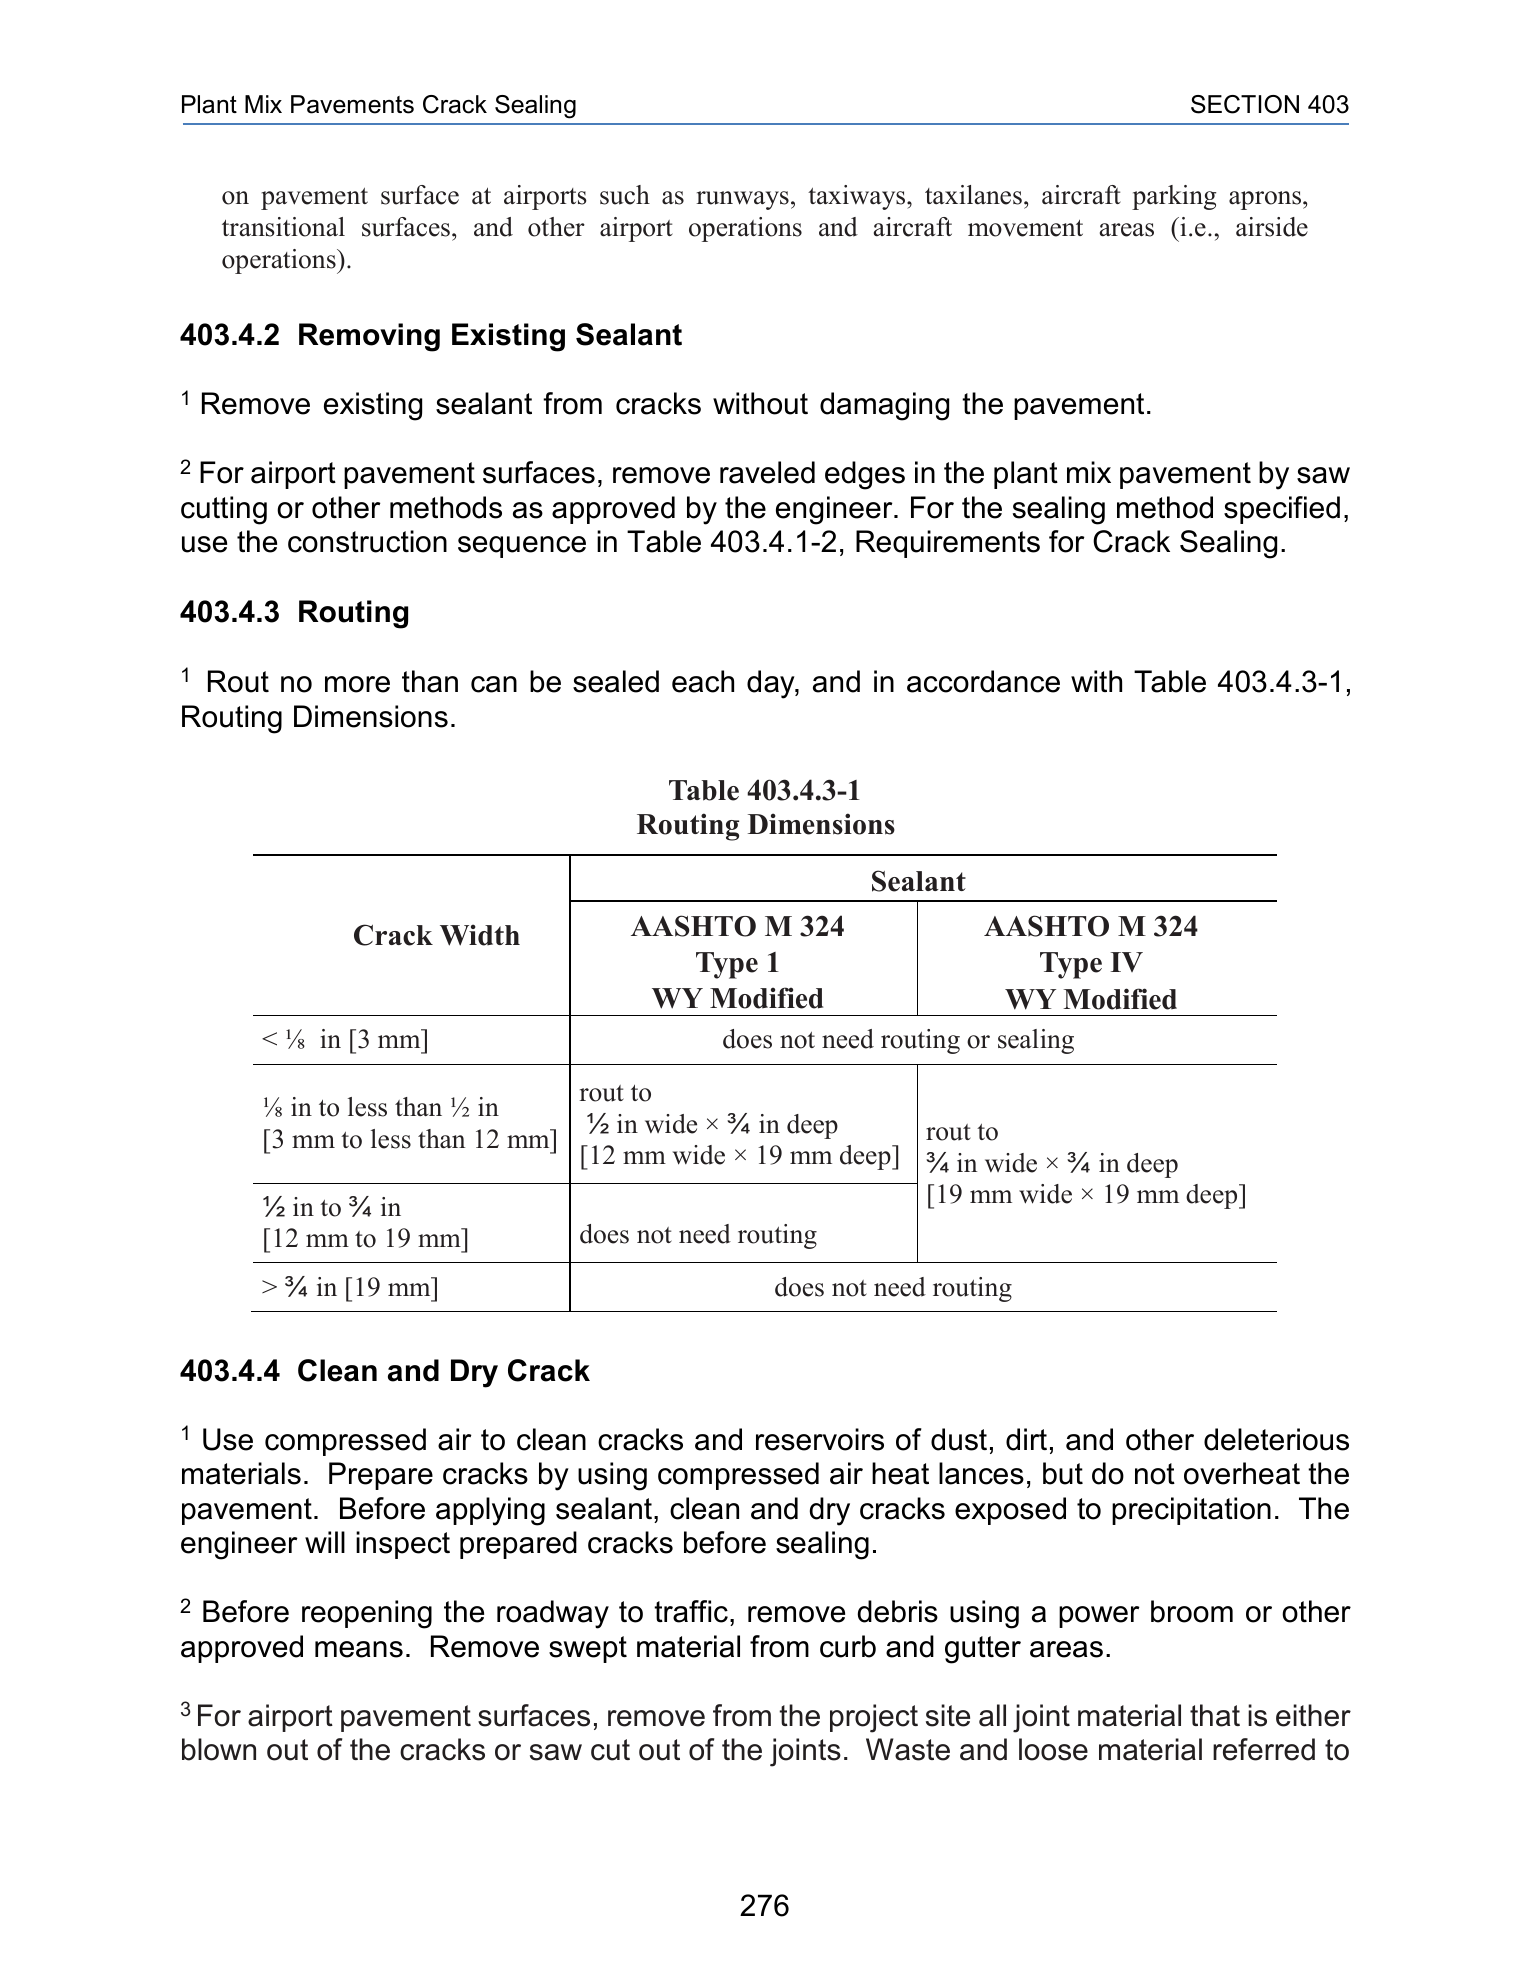 Plant Mix Pavements Crack Sealing SECTION 403
on pavement surface at airports such as runways, taxiways, taxilanes, aircraft parking aprons,
transitional surfaces, and other airport operations and aircraft movement areas (i.e., airside
operations).
403.4.2 Removing Existing Sealant
1 Remove existing sealant from cracks without damaging the pavement.
2 For airport pavement surfaces, remove raveled edges in the plant mix pavement by saw
cutting or other methods as approved by the engineer. For the sealing method specified,
use the construction sequence in Table 403.4.1-2, Requirements for Crack Sealing.
403.4.3 Routing
1 Rout no more than can be sealed each day, and in accordance with Table 403.4.3-1,
Routing Dimensions.
Table 403.4.3-1
Routing Dimensions
Crack Width
Sealant
AASHTO M 324
Type 1
WY Modified
AASHTO M 324
Type IV
WY Modified
< ⅛ in [3 mm]
does not need routing or sealing
⅛ in to less than ½ in
[3 mm to less than 12 mm]
rout to
½ in wide × ¾ in deep
[12 mm wide × 19 mm deep]
rout to
¾ in wide × ¾ in deep
[19 mm wide × 19 mm deep]
½ in to ¾ in
[12 mm to 19 mm]
does not need routing
> ¾ in [19 mm]
does not need routing
403.4.4 Clean and Dry Crack
1 Use compressed air to clean cracks and reservoirs of dust, dirt, and other deleterious
materials. Prepare cracks by using compressed air heat lances, but do not overheat the
pavement. Before applying sealant, clean and dry cracks exposed to precipitation. The
engineer will inspect prepared cracks before sealing.
2 Before reopening the roadway to traffic, remove debris using a power broom or other
approved means. Remove swept material from curb and gutter areas.
3 For airport pavement surfaces, remove from the project site all joint material that is either
blown out of the cracks or saw cut out of the joints. Waste and loose material referred to
276